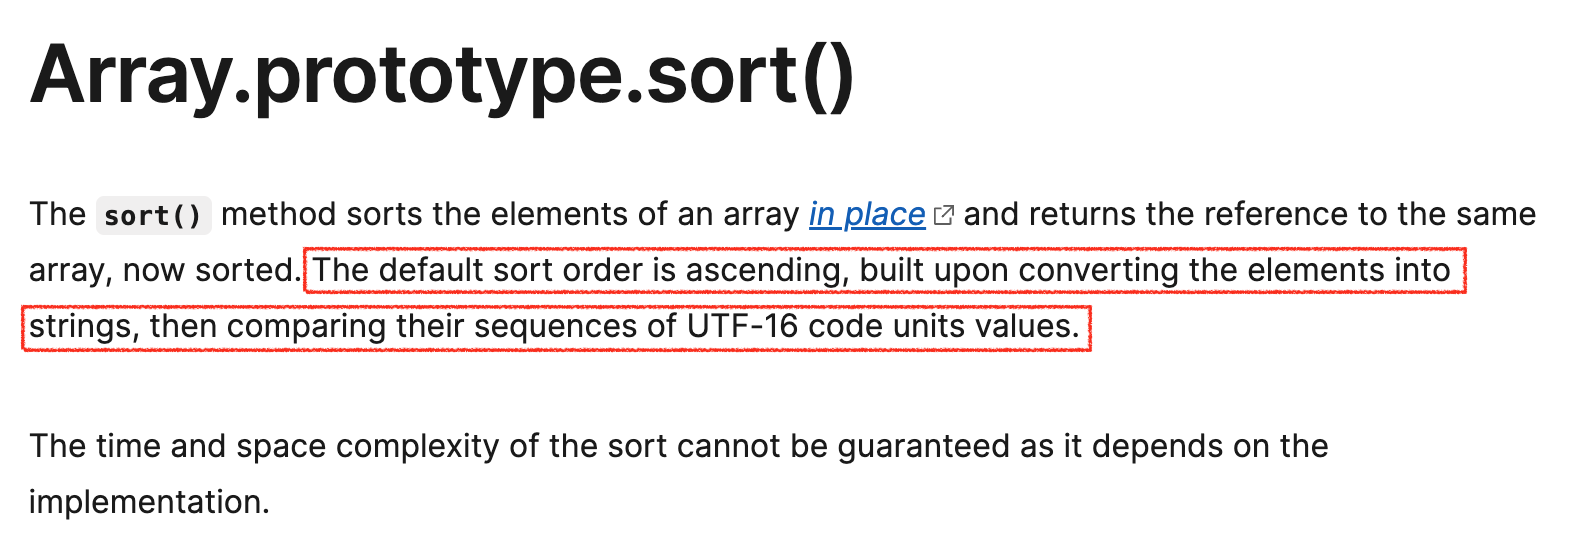 Array.prototype.sort()
The sort() method sorts the elements of an array in place and returns the reference to the same
array, now sorted. The default sort order is ascending, built upon converting the elements into
strings, then comparing their sequences of UTF-16 code units values.
The time and space complexity of the sort cannot be guaranteed as it depends on the
implementation.